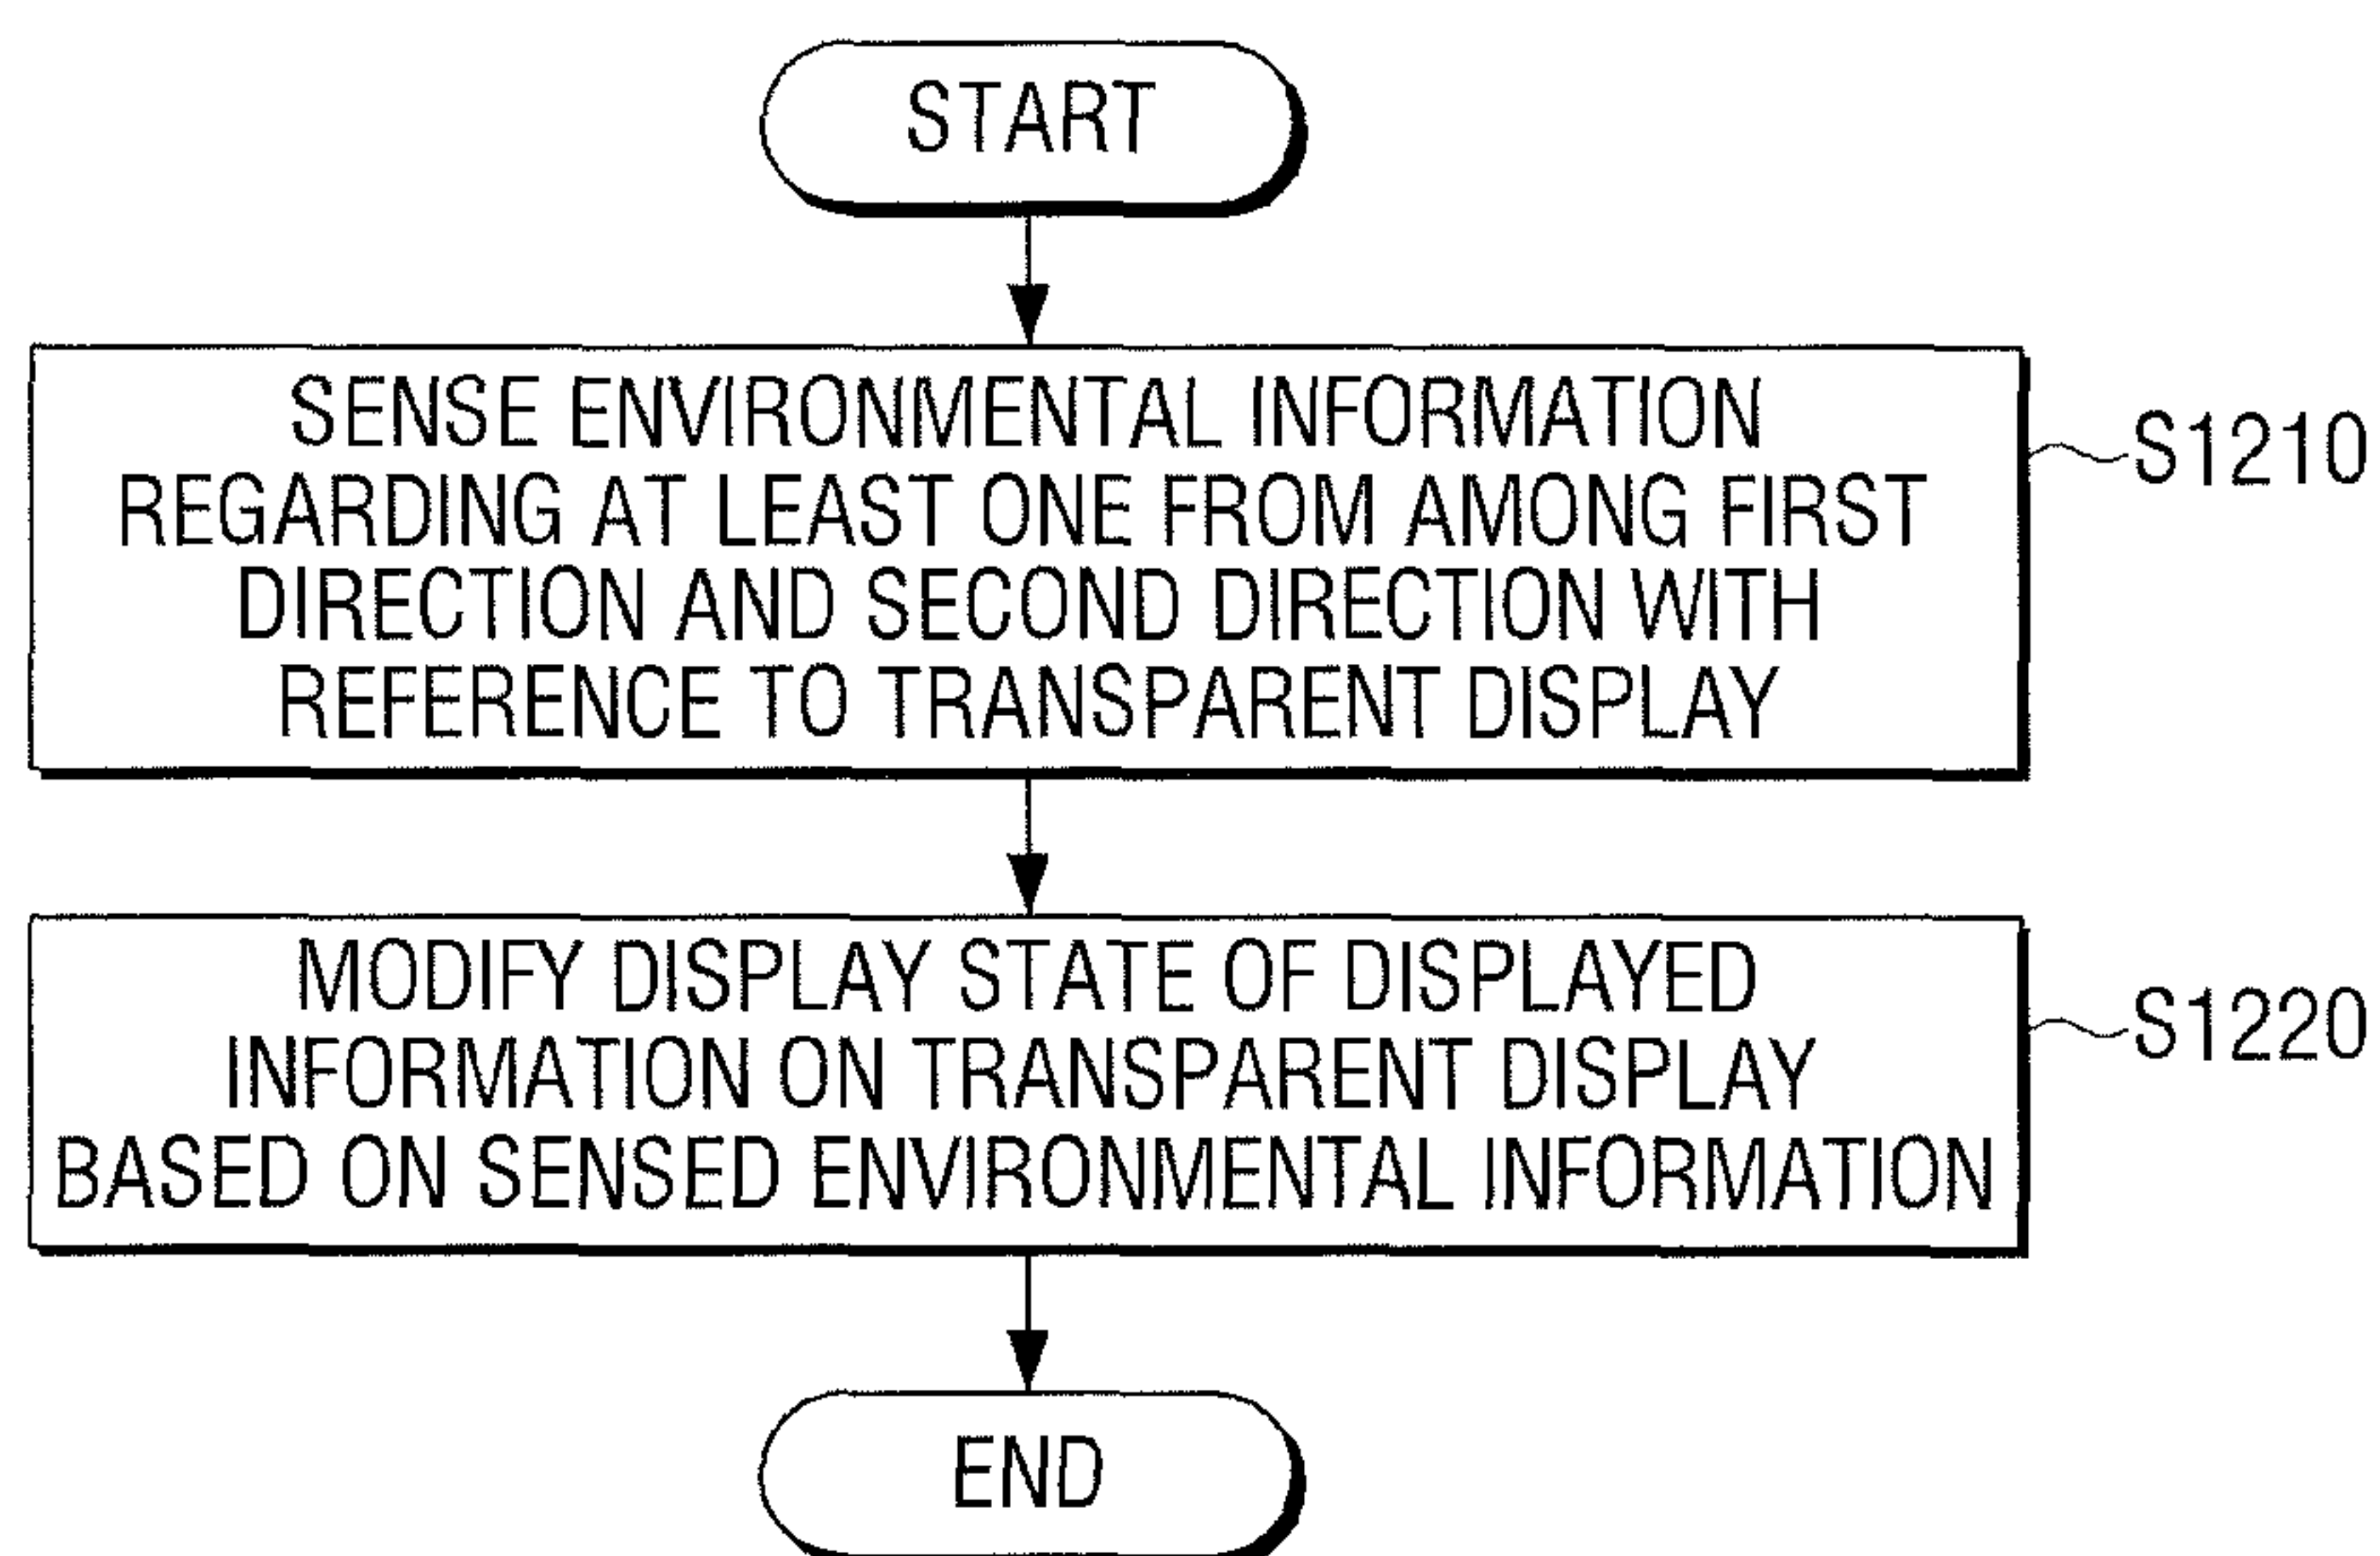 START
SENSE ENVIRONMENTAL INFORMATION
REGARDING AT LEAST ONE FROM AMONG FIRST
DIRECTION AND SECOND DIRECTION WITH
REFERENCE TO TRANSPARENT DISPLAY
S1210
MODIFY DISPLAY STATE OF DISPLAYED
INFORMATION ON TRANSPARENT DISPLAY
BASED ON SENSED ENVIRONMENTAL INFORMATION
S1220
END